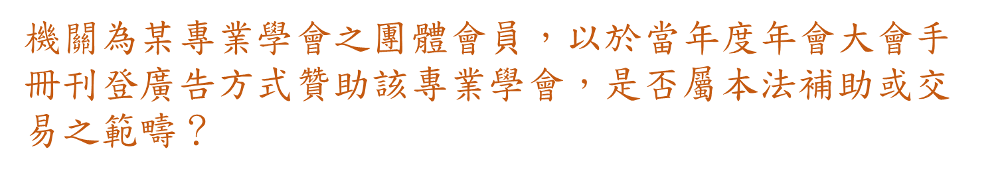 機關為某專業學會之團體會員，以於當年度年會大會手
冊刊登廣告方式贊助該專業學會，是否屬本法補助或交
易之範疇？